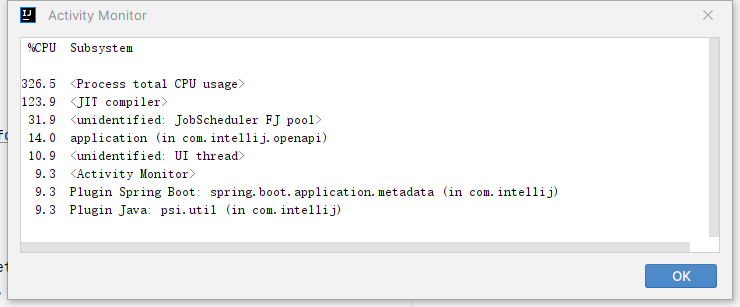 IJ
Activity Monitor
%CPU Subsystem
326.5 <Process total CPU usage>
123.9 <JIT compiler>
31.9 <unidentified: JobScheduler FJ pool>
14.0 application (in com.intellij.openapi)
10.9 <unidentified: UI thread>
9.3 <Activity Monitor>
9.3 Plugin Spring Boot: spring.boot.application.metadata (in com.intellij)
9.3 Plugin Java: psi.util (in com.intellij)
OK